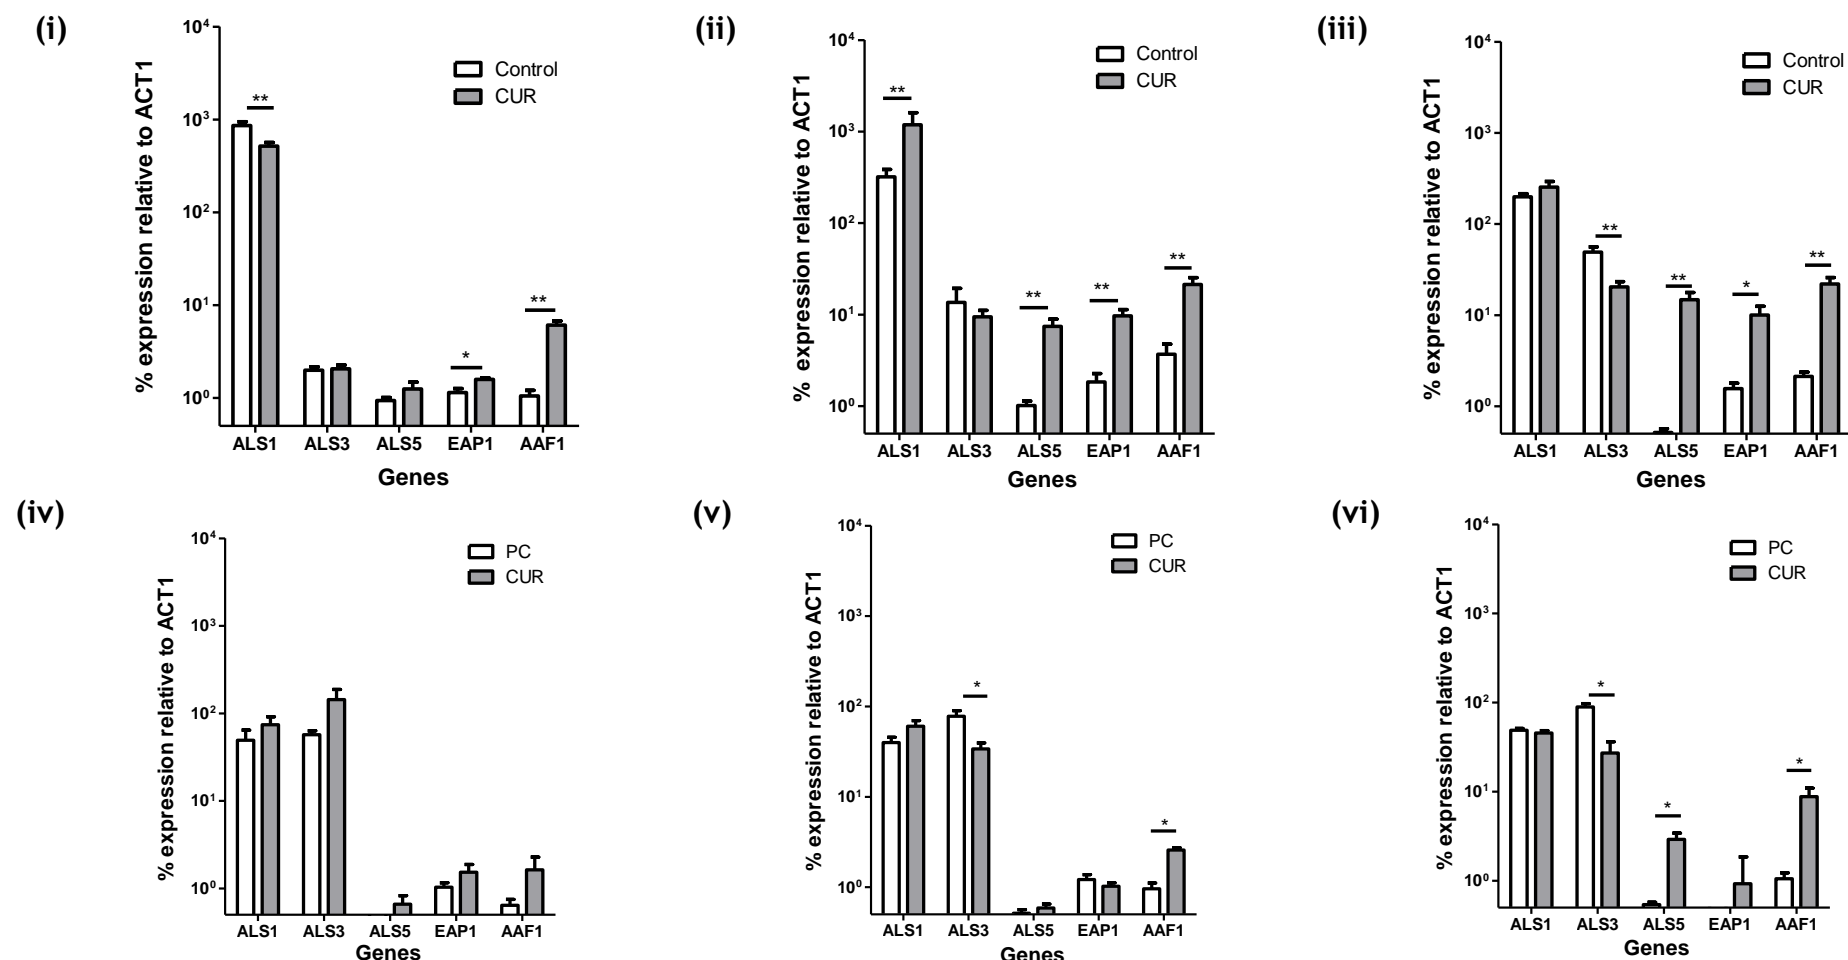 (i)
10⁴
10³
10²
10¹
10⁰
% expression relative to ACT1
Control
CUR
**
*
**
ALS1 ALS3 ALS5 EAP1 AAF1
Genes
(ii)
10⁴
10³
10²
10¹
10⁰
% expression relative to ACT1
Control
CUR
**
**
**
**
ALS1 ALS3 ALS5 EAP1 AAF1
Genes
(iii)
10⁴
10³
10²
10¹
10⁰
% expression relative to ACT1
Control
CUR
**
**
*
**
ALS1 ALS3 ALS5 EAP1 AAF1
Genes
(iv)
10⁴
10³
10²
10¹
10⁰
% expression relative to ACT1
PC
CUR
ALS1 ALS3 ALS5 EAP1 AAF1
Genes
(v)
10⁴
10³
10²
10¹
10⁰
% expression relative to ACT1
PC
CUR
*
*
ALS1 ALS3 ALS5 EAP1 AAF1
Genes
(vi)
10⁴
10³
10²
10¹
10⁰
% expression relative to ACT1
PC
CUR
*
*
*
ALS1 ALS3 ALS5 EAP1 AAF1
Genes